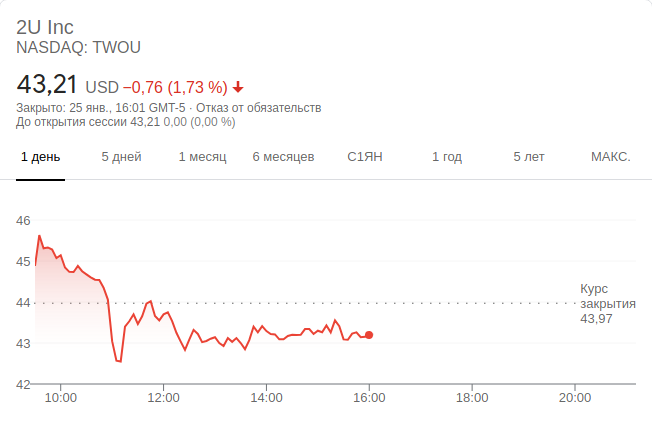 2U Inc
NASDAQ: TWOU
43,21 USD −0,76 (1,73 %) ↓
Закрыто: 25 янв., 16:01 GMT-5 · Отказ от обязательств
До открытия сессии 43,21 0,00 (0,00 %)
1 день 5 дней 1 месяц 6 месяцев С1ЯН 1 год 5 лет МАКС.
46
45
44
43
42
Курс
закрытия
43,97
10:00 12:00 14:00 16:00 18:00 20:00